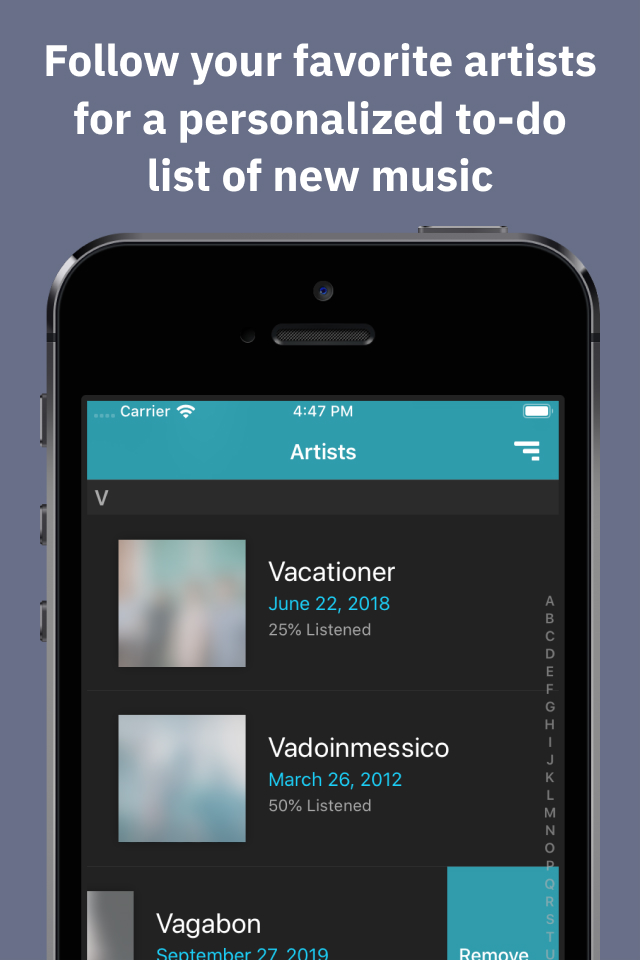 Follow your favorite artists
for a personalized to-do
list of new music
Carrier 4:47 PM
Artists
V
Vacationer
June 22, 2018
25% Listened
Vadoinmessico
March 26, 2012
50% Listened
Vagabon
September 27, 2019
Remove
A
B
C
D
E
F
G
H
I
J
K
L
M
N
O
P
Q
R
S
T
U